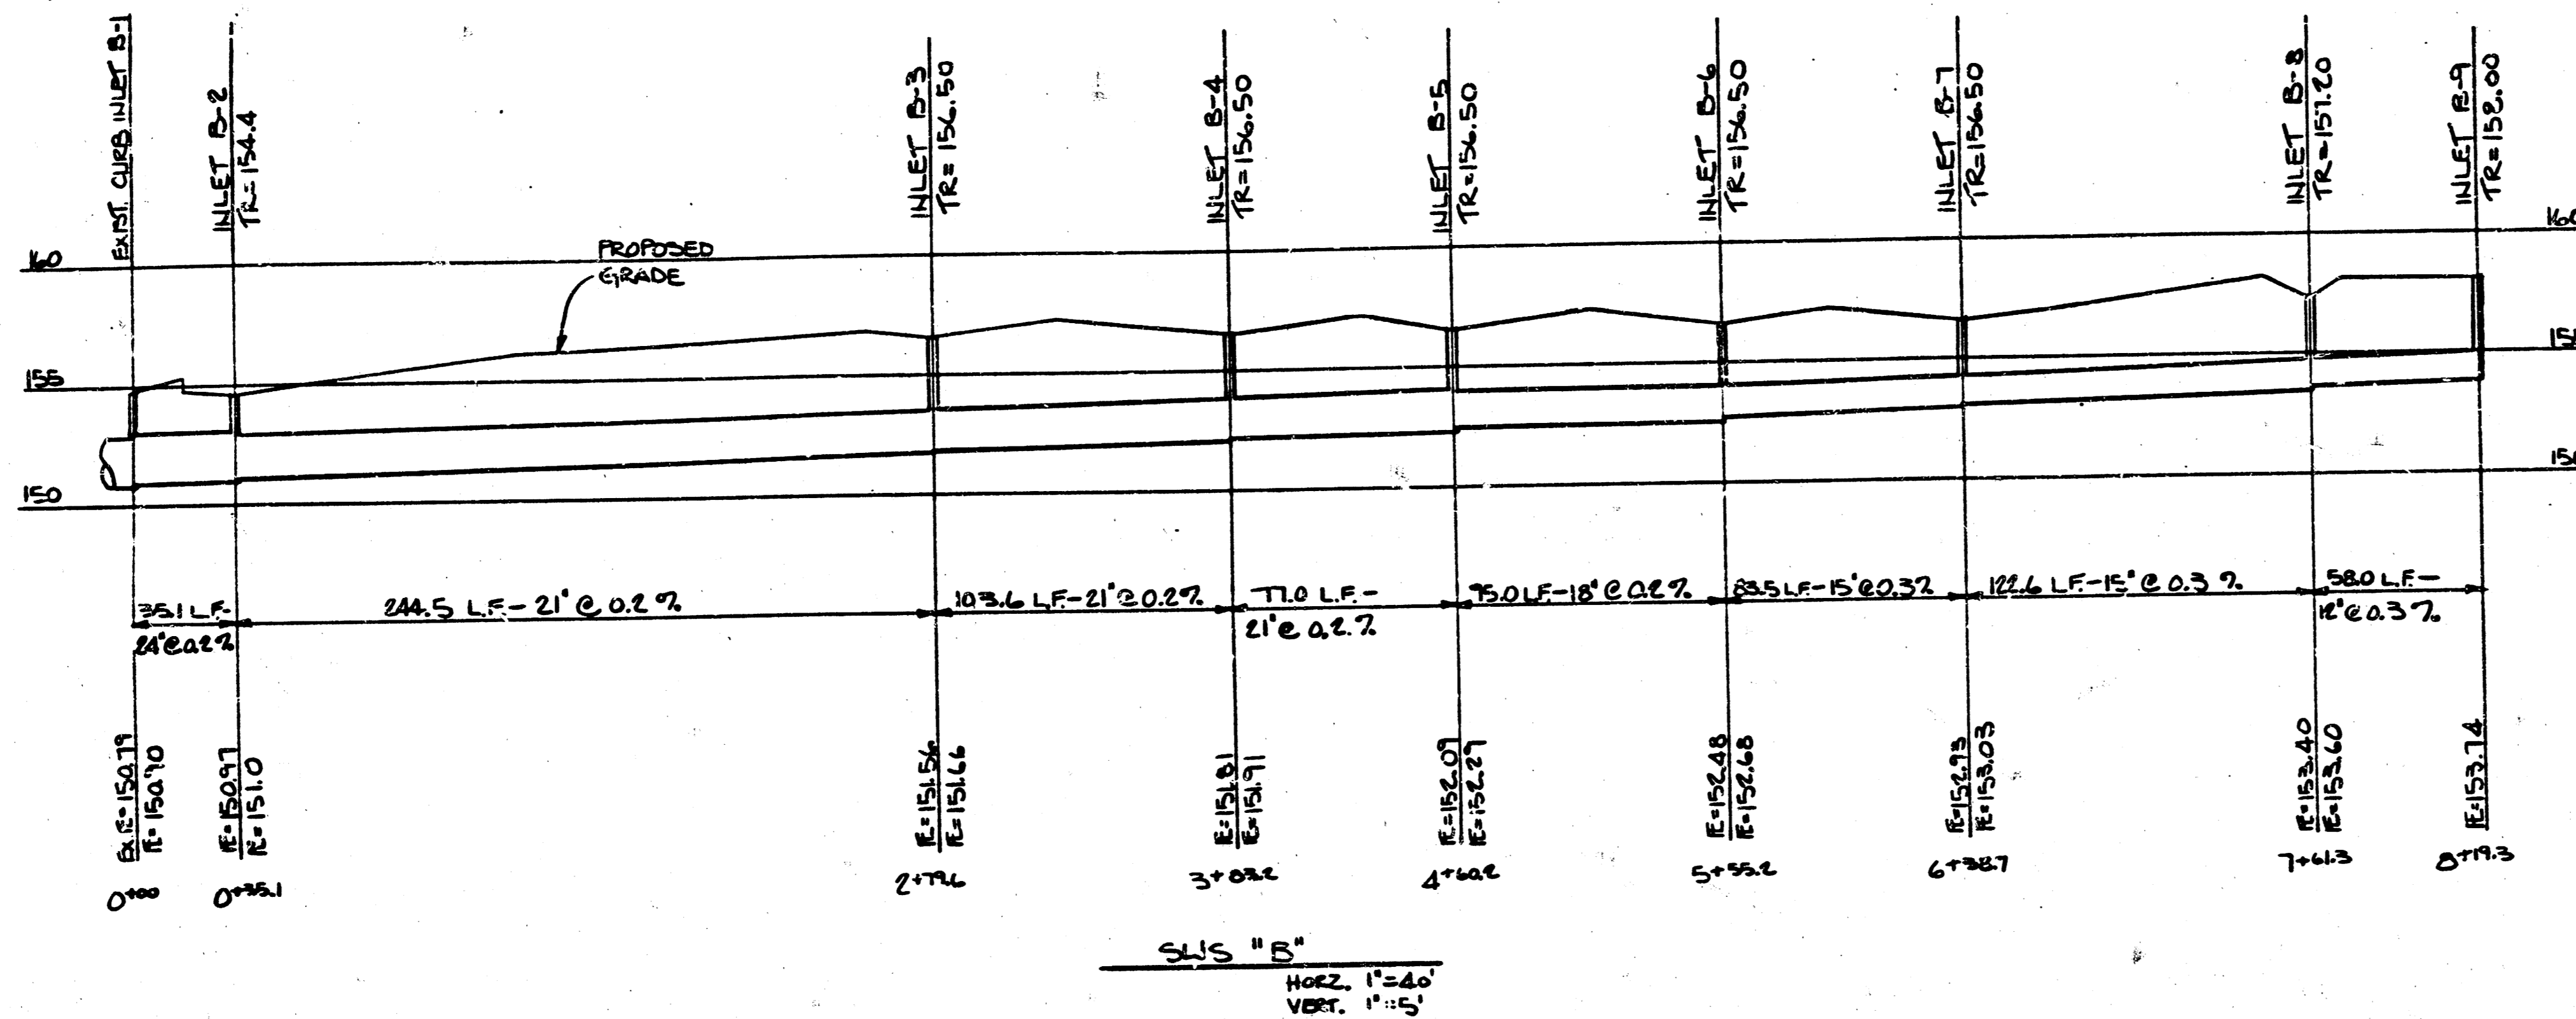 EXIST. CURB INLET B-1
INLET B-2
TR=154.4
INLET B-3
TR=156.50
INLET B-4
TR=156.50
INLET B-5
TR=156.50
INLET B-6
TR=156.50
INLET B-7
TR=156.50
INLET B-8
TR=157.20
INLET B-9
TR=158.00
160
160
PROPOSED
GRADE
155
15
150
15
35.1 L.F.-
24"@0.2%
244.5 L.F.-21"@0.2%
103.6 L.F.-21"@0.2%
77.0 L.F.-
21"@0.2.%
95.0 L.F.-18"@0.2%
83.5 L.F.-15"@0.3%
122.6 L.F.-15"@0.3%
58.0 L.F.-
12"@0.3%
EX. IE=150.79
IE=150.90
IE=150.97
IE=151.0
IE=151.56
IE=151.66
IE=151.81
IE=151.91
IE=152.09
IE=152.29
IE=152.48
IE=152.68
IE=152.93
IE=153.03
IE=153.40
IE=153.60
IE=153.74
0+00
0+35.1
2+79.6
3+83.2
4+60.2
5+55.2
6+38.7
7+61.3
8+19.3
SWS "B"
HORZ. 1"=40'
VERT. 1"=5'